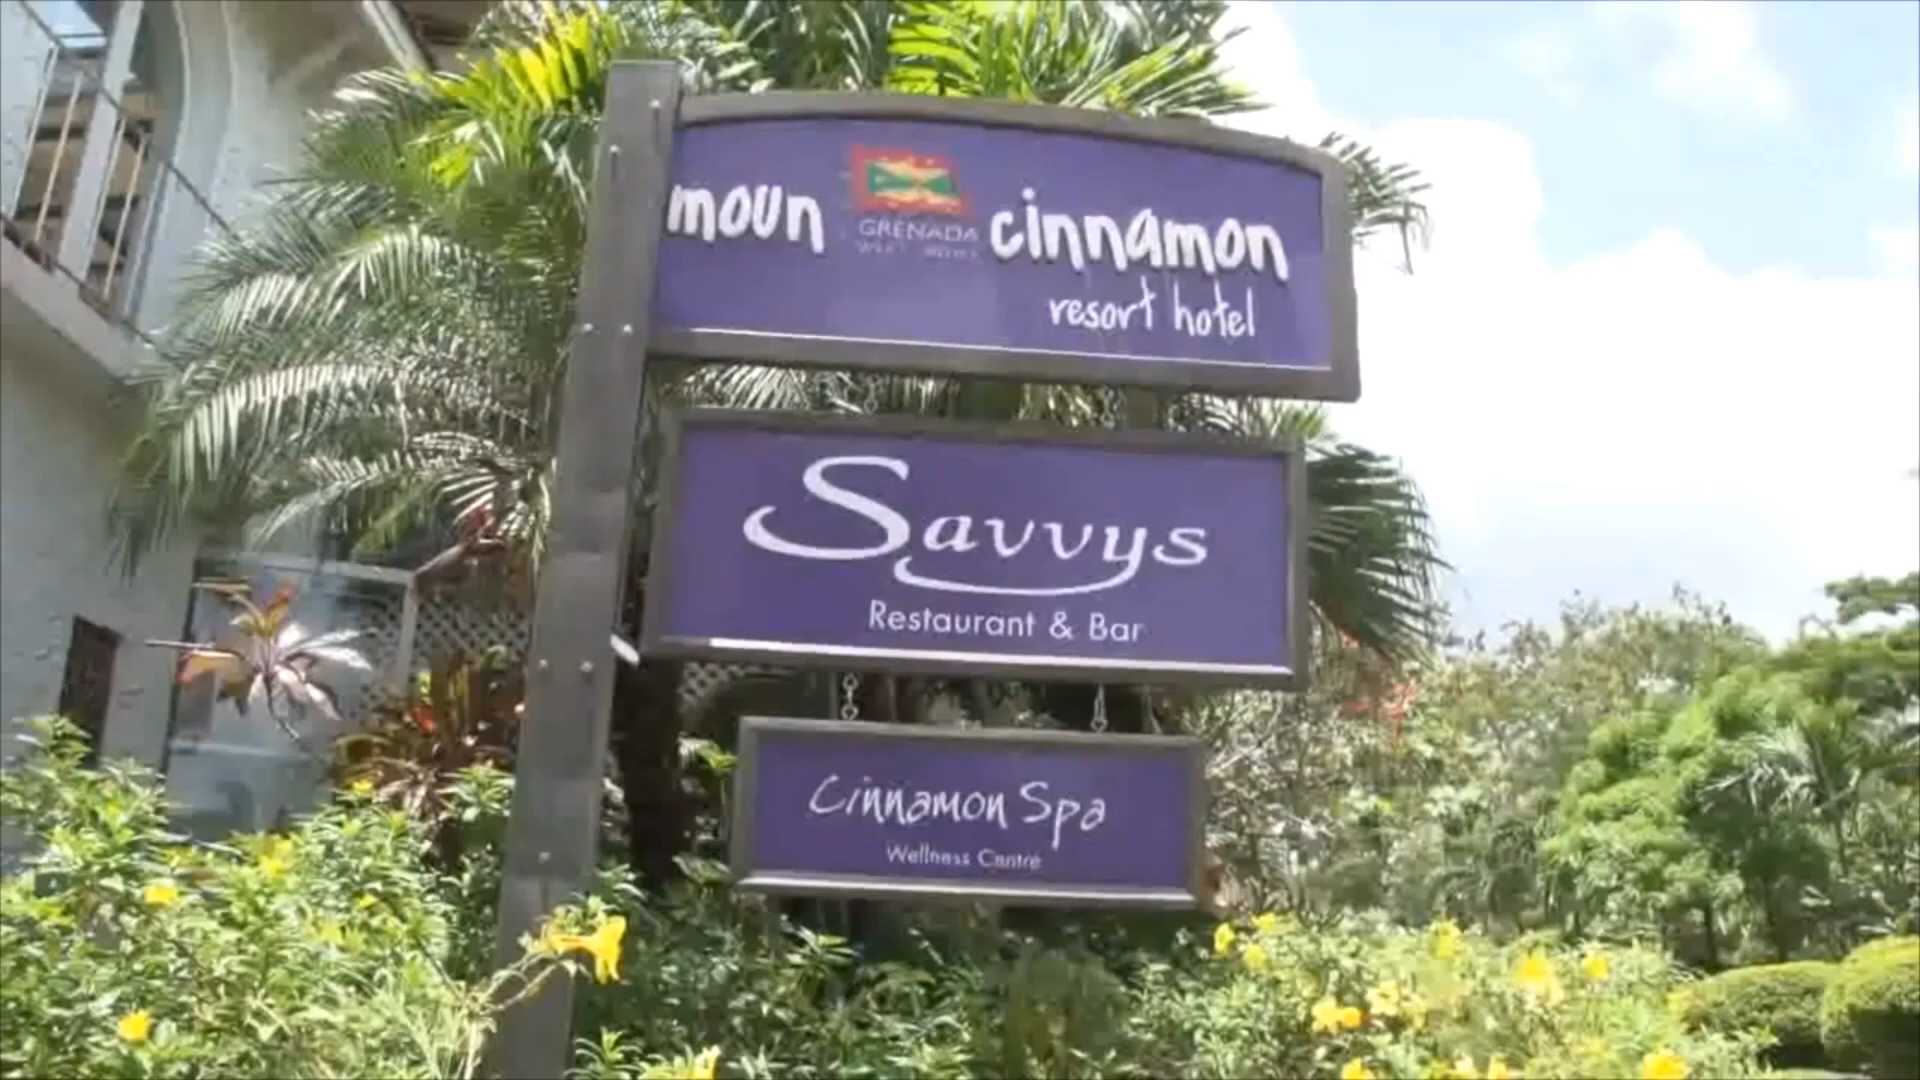 moun cinnamon
GRENADA
resort hotel
Savvys
Restaurant & Bar
Cinnamon Spa
Wellness Centre